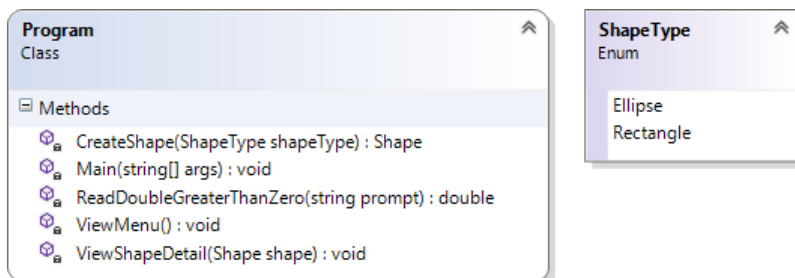 Program
Class
Methods
CreateShape(ShapeType shapeType) : Shape
Main(string[] args) : void
ReadDoubleGreaterThanZero(string prompt) : double
ViewMenu() : void
ViewShapeDetail(Shape shape) : void
ShapeType
Enum
Ellipse
Rectangle